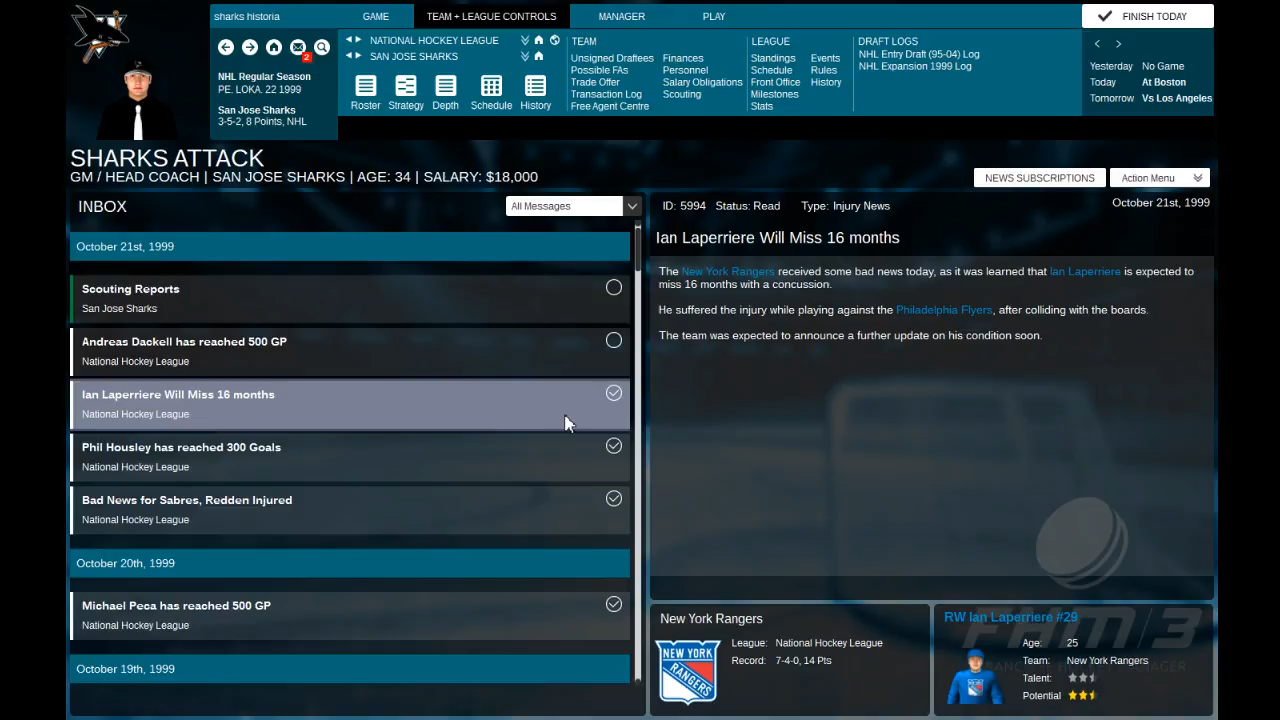 sharks historia
GAME
TEAM + LEAGUE CONTROLS
MANAGER
PLAY
FINISH TODAY
NATIONAL HOCKEY LEAGUE
SAN JOSE SHARKS
2
NHL Regular Season
PE. LOKA. 22 1999
San Jose Sharks
3-5-2, 8 Points, NHL
Roster
Strategy
Depth
Schedule
History
TEAM
Unsigned Draftees
Possible FAs
Trade Offer
Transaction Log
Free Agent Centre
Finances
Personnel
Salary Obligations
Scouting
LEAGUE
Standings
Schedule
Front Office
Milestones
Stats
Events
Rules
History
DRAFT LOGS
NHL Entry Draft (95-04) Log
NHL Expansion 1999 Log
Yesterday No Game
Today At Boston
Tomorrow Vs Los Angeles
SHARKS ATTACK
GM / HEAD COACH | SAN JOSE SHARKS | AGE: 34 | SALARY: $18,000
NEWS SUBSCRIPTIONS
Action Menu
INBOX
All Messages
October 21st, 1999
Scouting Reports
San Jose Sharks
Andreas Dackell has reached 500 GP
National Hockey League
Ian Laperriere Will Miss 16 months
National Hockey League
Phil Housley has reached 300 Goals
National Hockey League
Bad News for Sabres, Redden Injured
National Hockey League
October 20th, 1999
Michael Peca has reached 500 GP
National Hockey League
October 19th, 1999
ID: 5994 Status: Read Type: Injury News
October 21st, 1999
Ian Laperriere Will Miss 16 months
The New York Rangers received some bad news today, as it was learned that Ian Laperriere is expected to
miss 16 months with a concussion.
He suffered the injury while playing against the Philadelphia Flyers, after colliding with the boards.
The team was expected to announce a further update on his condition soon.
New York Rangers
League: National Hockey League
Record: 7-4-0, 14 Pts
NEW YORK
RANGERS
RW Ian Laperriere #29
Age: 25
Team: New York Rangers
Talent:
Potential
FHM/3